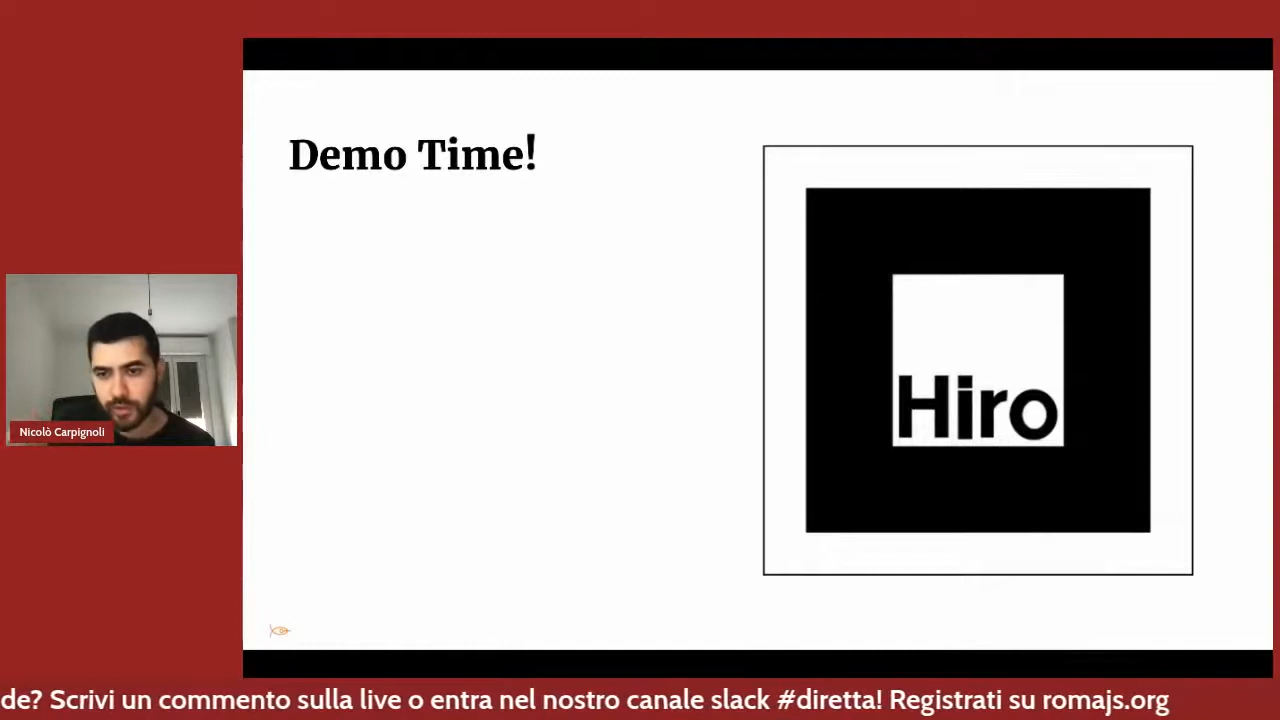 Demo Time!
Hiro
Nicolò Carpignoli
de? Scrivi un commento sulla live o entra nel nostro canale slack #diretta! Registrati su romajs.org